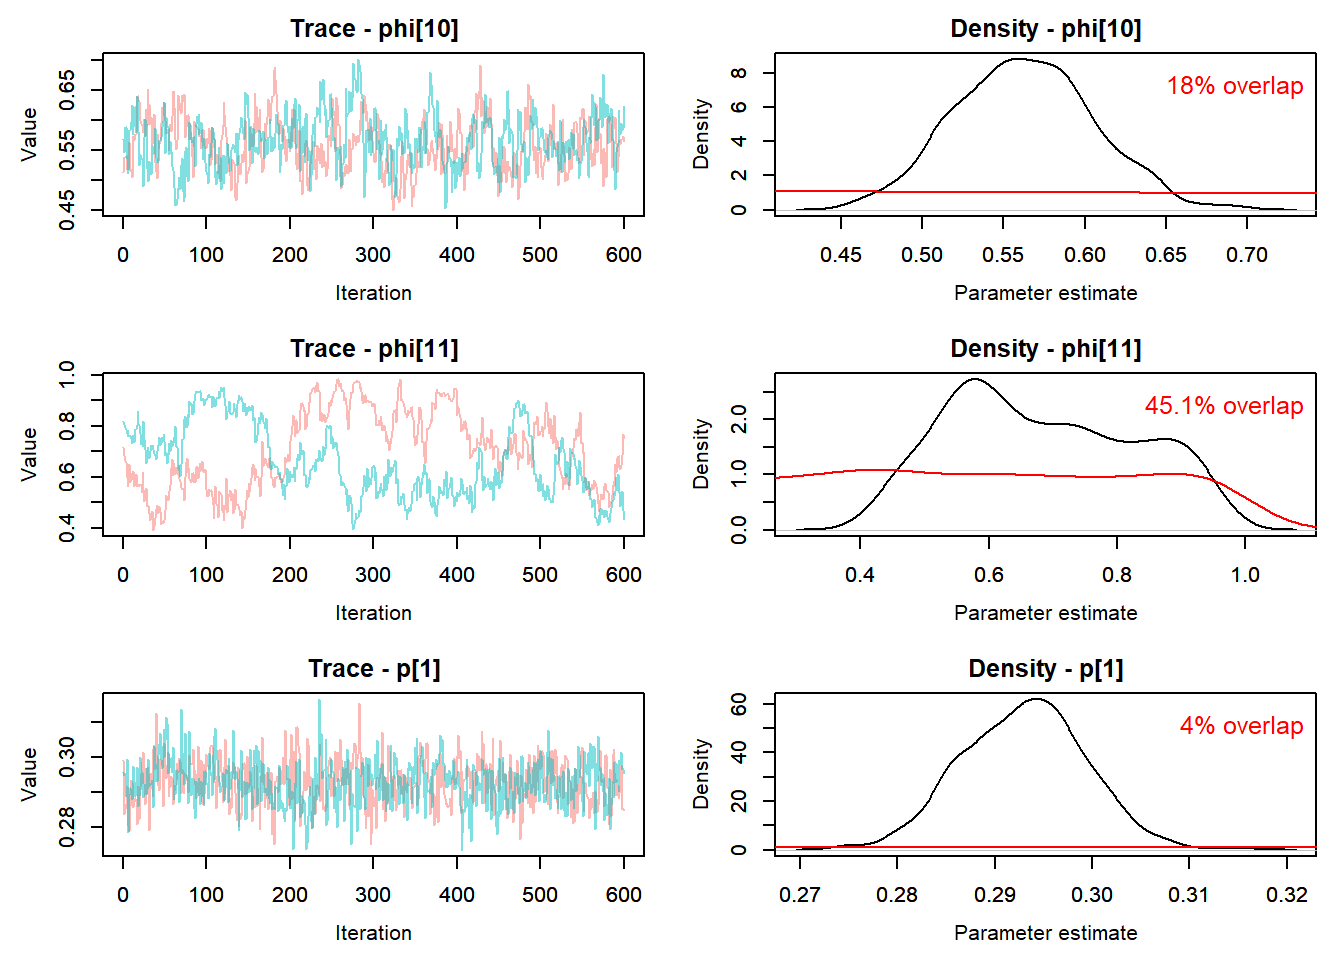 Trace - phi[10]
Value
0.45 0.55 0.65
0 100 200 300 400 500 600
Iteration
Density - phi[10]
18% overlap
Density
0 2 4 6 8
0.45 0.50 0.55 0.60 0.65 0.70
Parameter estimate
Trace - phi[11]
Value
0.4 0.6 0.8 1.0
0 100 200 300 400 500 600
Iteration
Density - phi[11]
45.1% overlap
Density
0.0 1.0 2.0
0.4 0.6 0.8 1.0
Parameter estimate
Trace - p[1]
Value
0.28 0.30
0 100 200 300 400 500 600
Iteration
Density - p[1]
4% overlap
Density
0 20 40 60
0.27 0.28 0.29 0.30 0.31 0.32
Parameter estimate